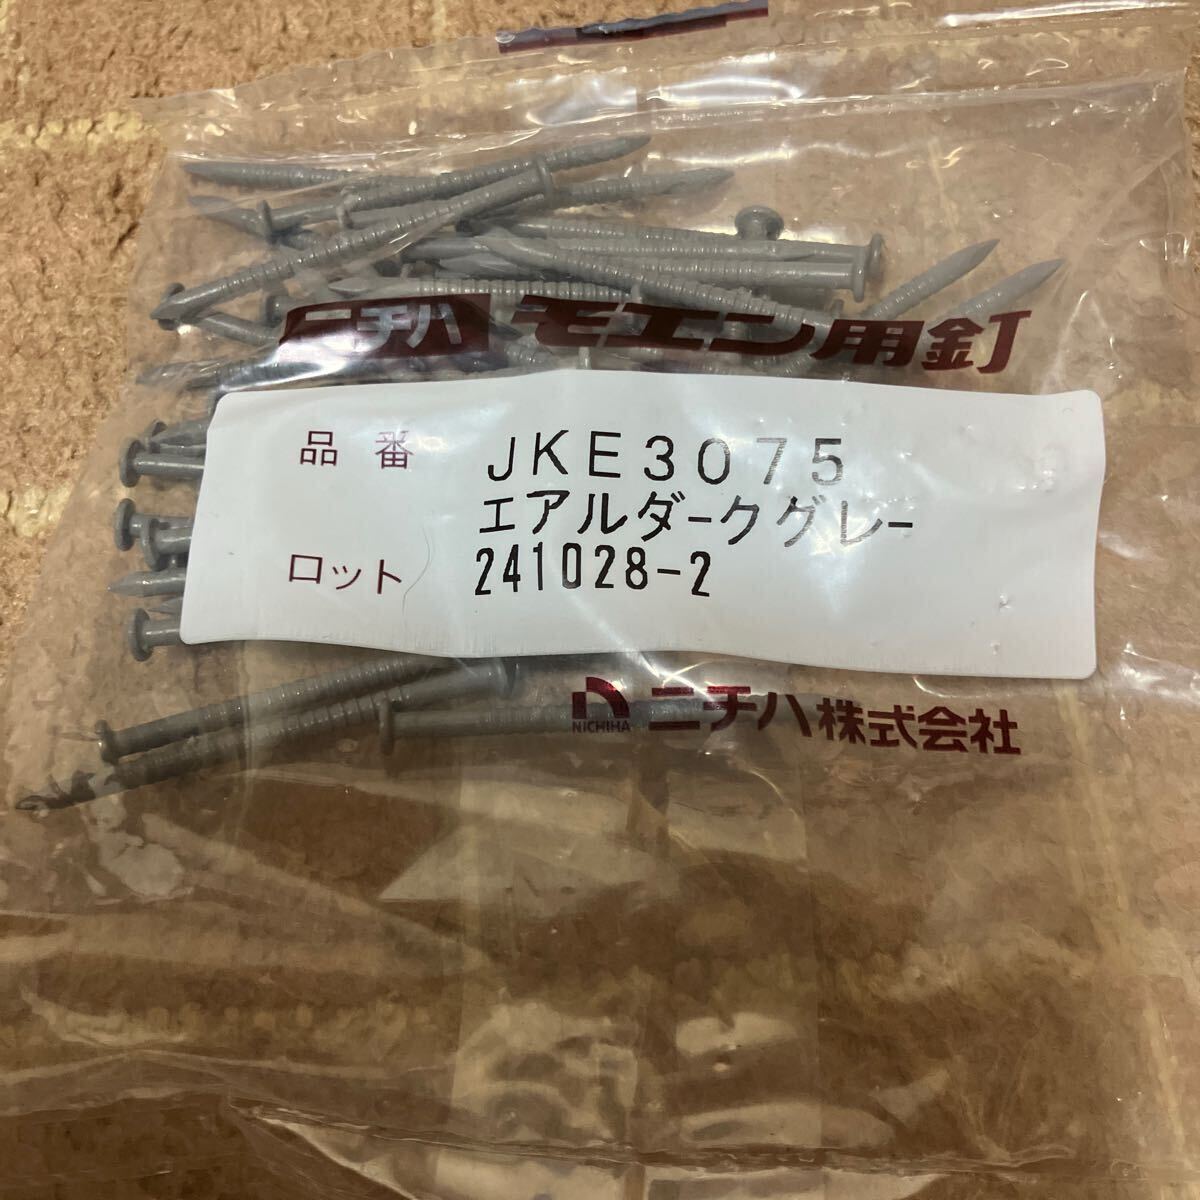 ニチハ モエン用釘
品番 JKE3075
エアルダークグレー
ロット 241028-2
NICHIHA ニチハ株式会社